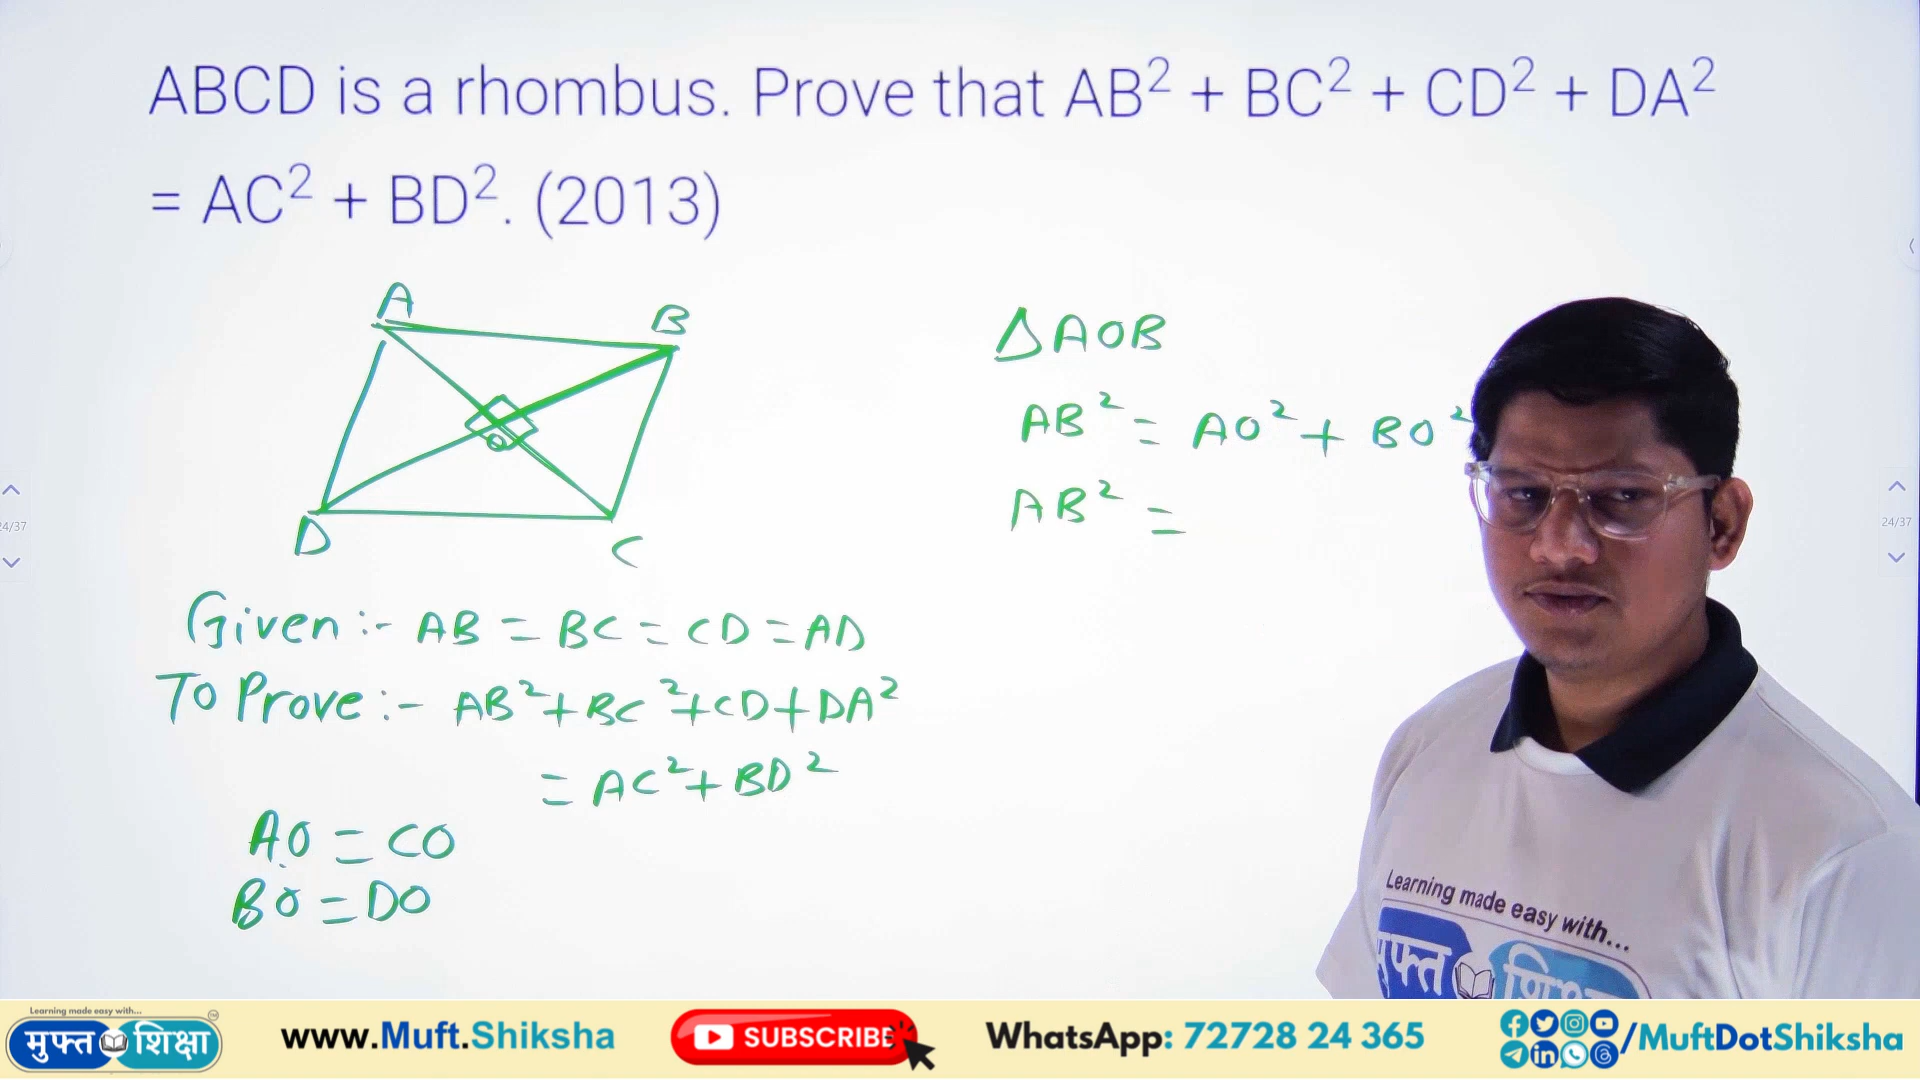 ABCD is a rhombus. Prove that AB² + BC² + CD² + DA²
= AC² + BD². (2013)
A
B
O
D
C
△AOB
AB² = AO² + BO²
AB² =
Given :- AB = BC = CD = AD
To Prove :- AB² + BC² + CD + DA²
= AC² + BD²
AO = CO
BO = DO
24/37
24/37
Learning made easy with...
मुफ्त शिक्षा
Learning made easy with...
मुफ्त शिक्षा
www.Muft.Shiksha
SUBSCRIBE
WhatsApp: 72728 24 365
/MuftDotShiksha